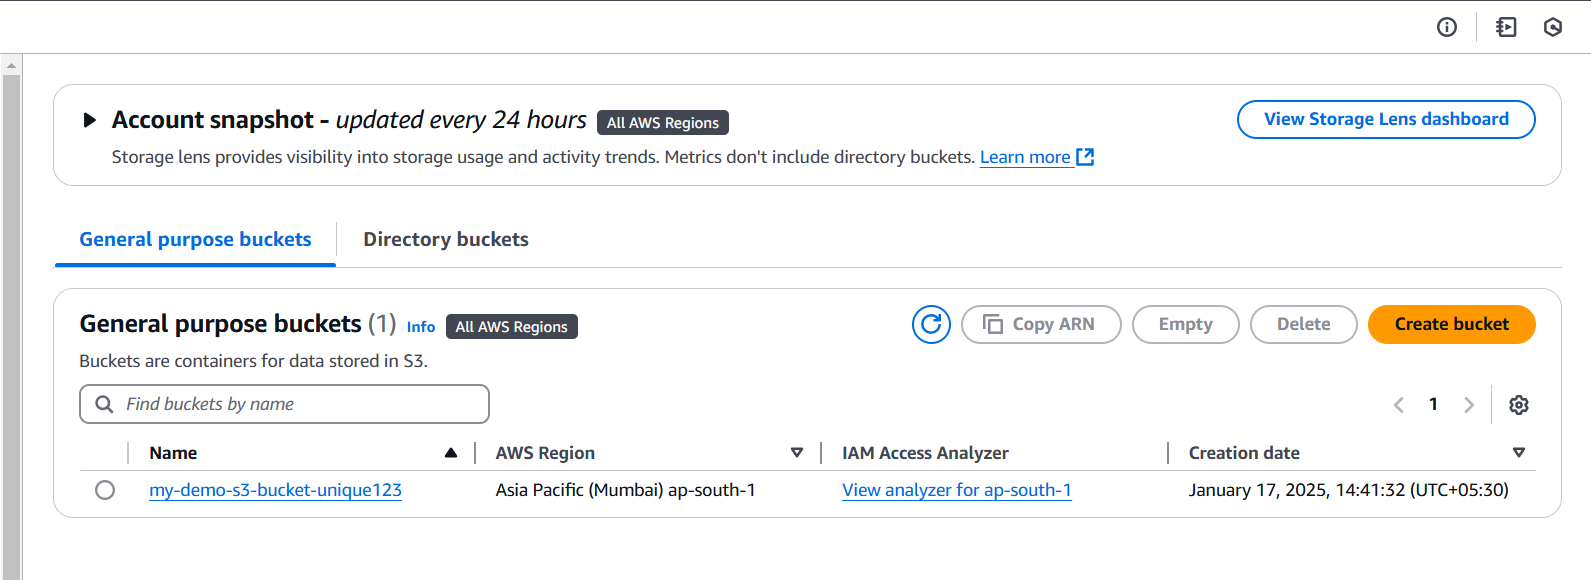 Account snapshot - updated every 24 hours All AWS Regions View Storage Lens dashboard
Storage lens provides visibility into storage usage and activity trends. Metrics don't include directory buckets. Learn more
General purpose buckets Directory buckets
General purpose buckets (1) Info All AWS Regions Copy ARN Empty Delete Create bucket
Buckets are containers for data stored in S3.
Find buckets by name 1
Name AWS Region IAM Access Analyzer Creation date
my-demo-s3-bucket-unique123 Asia Pacific (Mumbai) ap-south-1 View analyzer for ap-south-1 January 17, 2025, 14:41:32 (UTC+05:30)